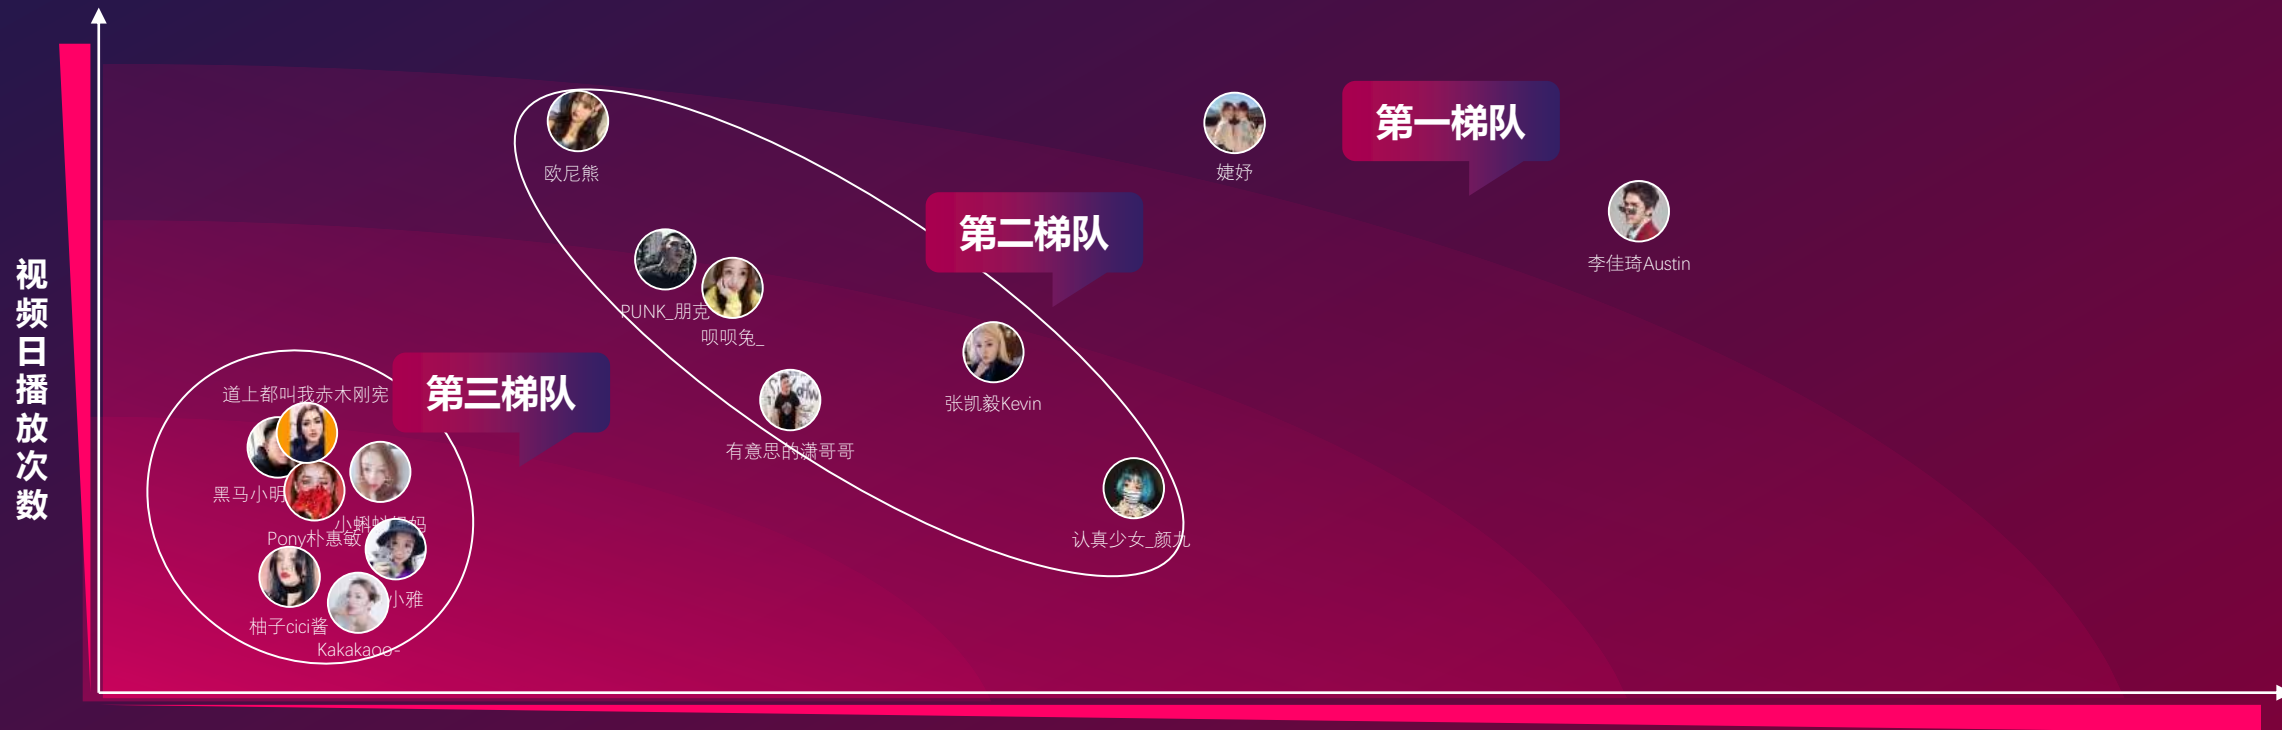 视频日播放次数
欧尼熊
婕妤
第一梯队
第二梯队
李佳琦Austin
PUNK_朋克
呗呗兔_
第三梯队
道上都叫我赤木刚宪
张凯毅Kevin
有意思的潇哥哥
黑马小明
小蝌蚪妈妈
Pony朴惠敏
认真少女_颜九
小雅
柚子cici酱
Kakakaoo-